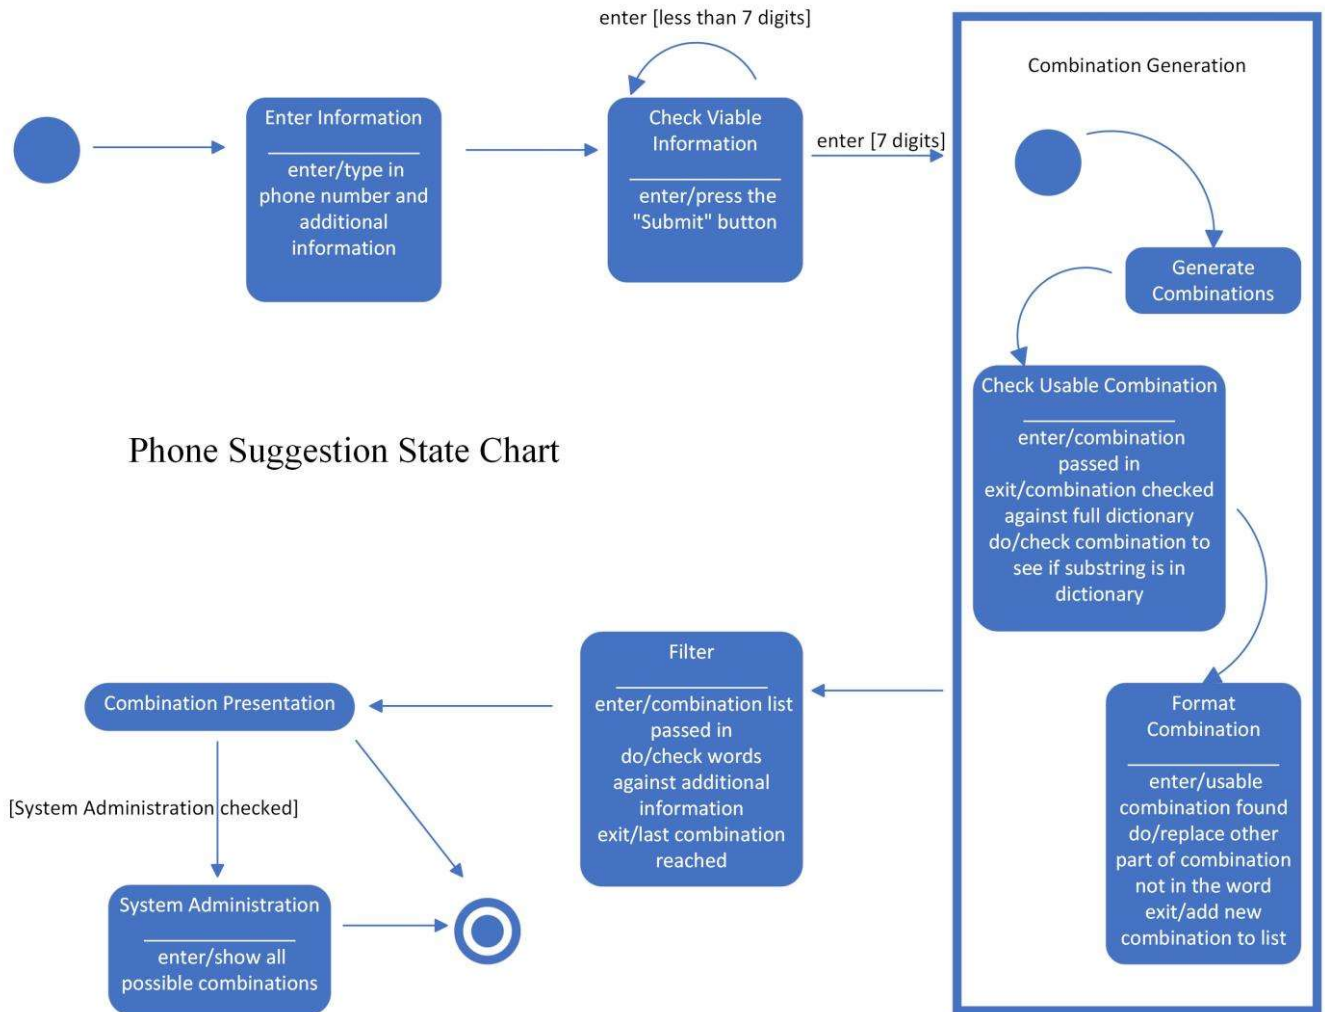 enter [less than 7 digits]
Combination Generation
Enter Information
enter/type in
phone number and
additional
information
Check Viable
Information
enter/press the
"Submit" button
enter [7 digits]
Generate
Combinations
Check Usable Combination
enter/combination
passed in
exit/combination checked
against full dictionary
do/check combination to
see if substring is in
dictionary
Phone Suggestion State Chart
Format
Combination
enter/usable
combination found
do/replace other
part of combination
not in the word
exit/add new
combination to list
Filter
enter/combination list
passed in
do/check words
against additional
information
exit/last combination
reached
Combination Presentation
[System Administration checked]
System Administration
enter/show all
possible combinations